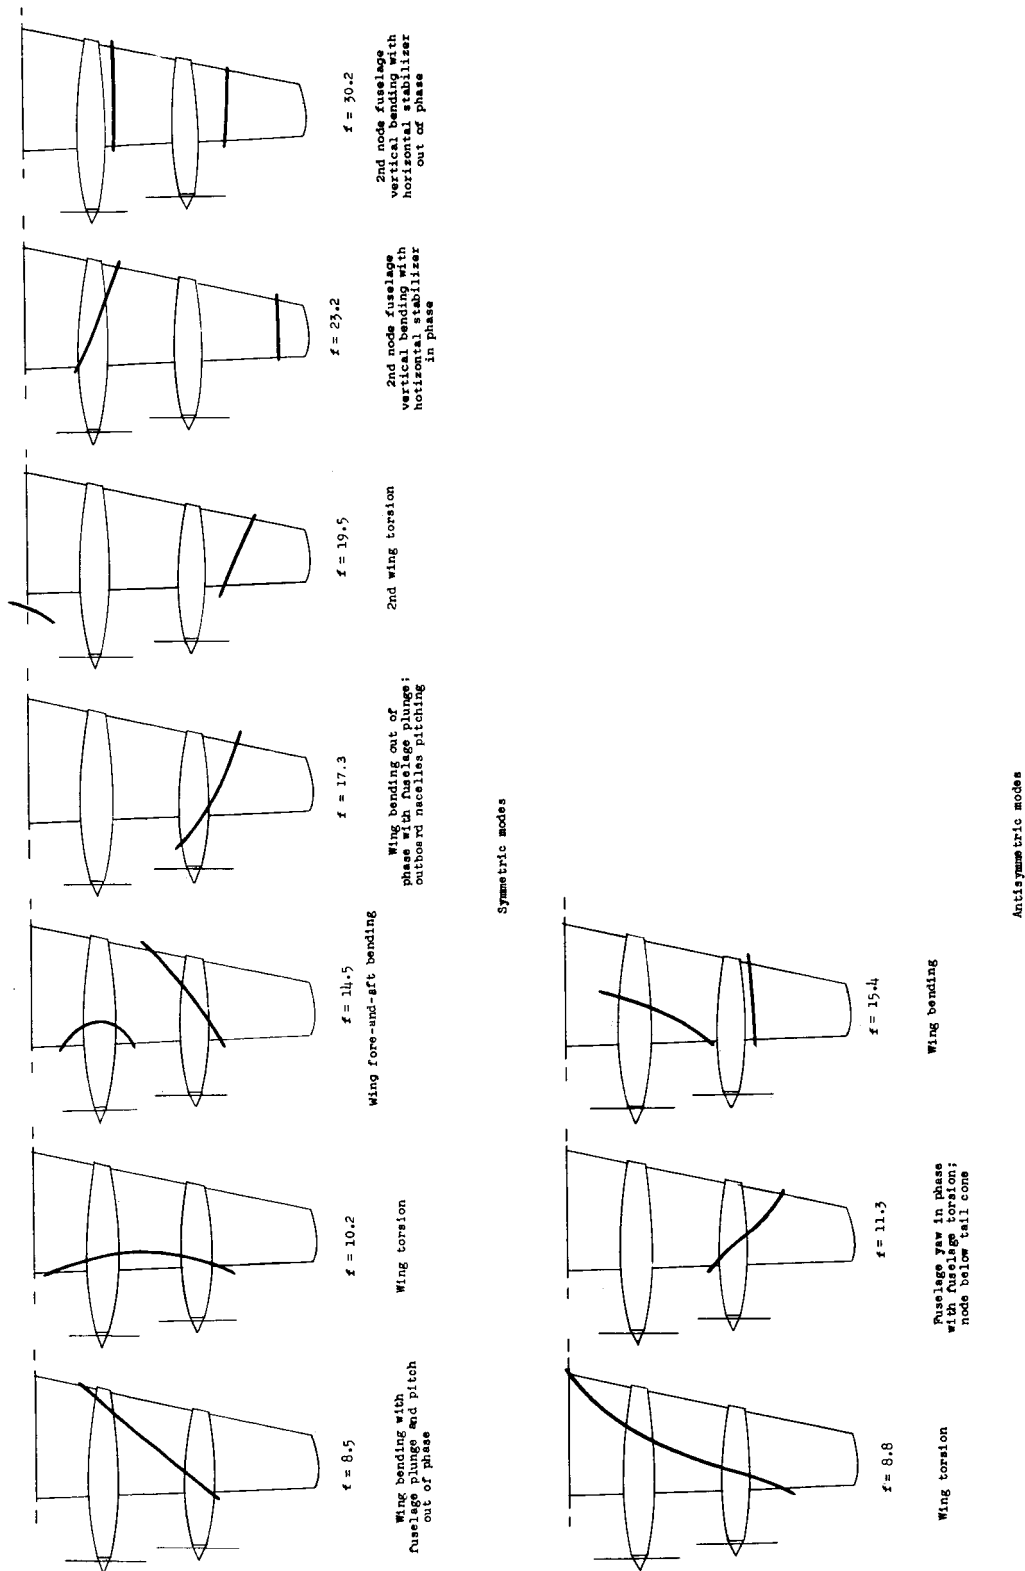 f = 8.5
Wing bending with
fuselage plunge and pitch
out of phase
f = 10.2
Wing torsion
f = 14.5
Wing fore-and-aft bending
f = 17.3
Wing bending out of
phase with fuselage plunge;
outboard nacelles pitching
f = 19.5
2nd wing torsion
f = 23.2
2nd node fuselage
vertical bending with
hotizontal stabilizer
in phase
f = 30.2
2nd node fuselage
vertical bending with
horizontal stabilizer
out of phase
Symmetric modes
f = 8.8
Wing torsion
f = 11.3
Fuselage yaw in phase
with fuselage torsion;
node below tail cone
f = 15.4
Wing bending
Antisymmetric modes